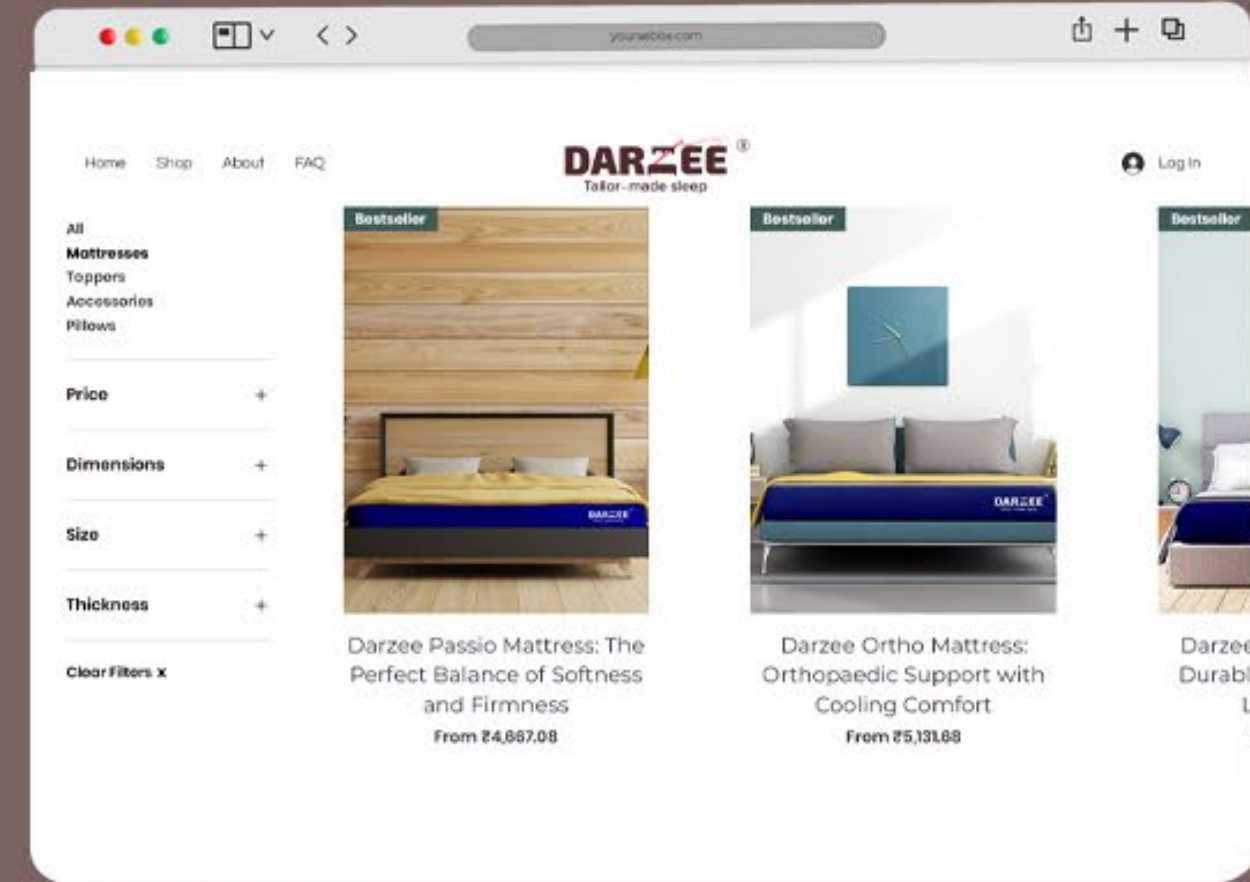 Home Shop About FAQ
DARZEE ®
Tailor-made sleep
Log In
All
Mattresses
Toppers
Accessories
Pillows
Price +
Dimensions +
Size +
Thickness +
Clear Filters x
Bestseller
DARZEE
Darzee Passio Mattress: The
Perfect Balance of Softness
and Firmness
From ₹4,667.08
Bestseller
DARZEE
Darzee Ortho Mattress:
Orthopaedic Support with
Cooling Comfort
From ₹5,131.68
Bestseller
Darzee
Durabl
L